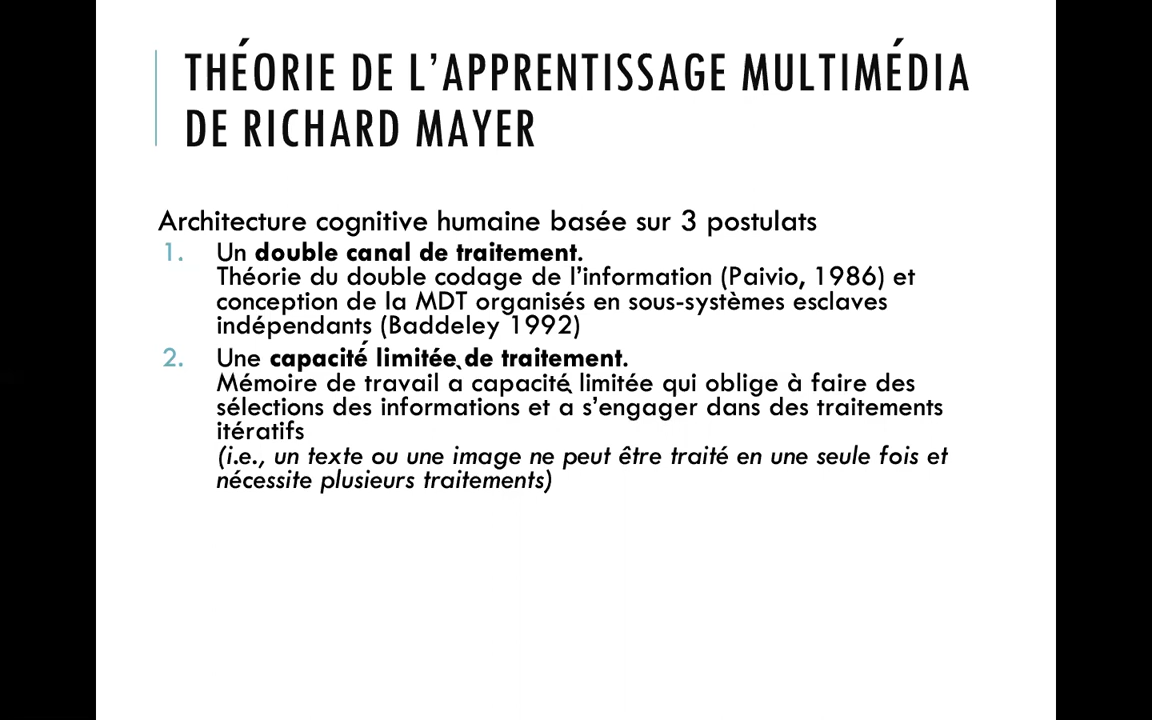 THÉORIE DE L’APPRENTISSAGE MULTIMÉDIA
DE RICHARD MAYER
Architecture cognitive humaine basée sur 3 postulats
1. Un double canal de traitement.
Théorie du double codage de l’information (Paivio, 1986) et
conception de la MDT organisés en sous-systèmes esclaves
indépendants (Baddeley 1992)
2. Une capacité limitée de traitement.
Mémoire de travail à capacité limitée qui oblige à faire des
sélections des informations et à s’engager dans des traitements
itératifs
(i.e., un texte ou une image ne peut être traité en une seule fois et
nécessite plusieurs traitements)